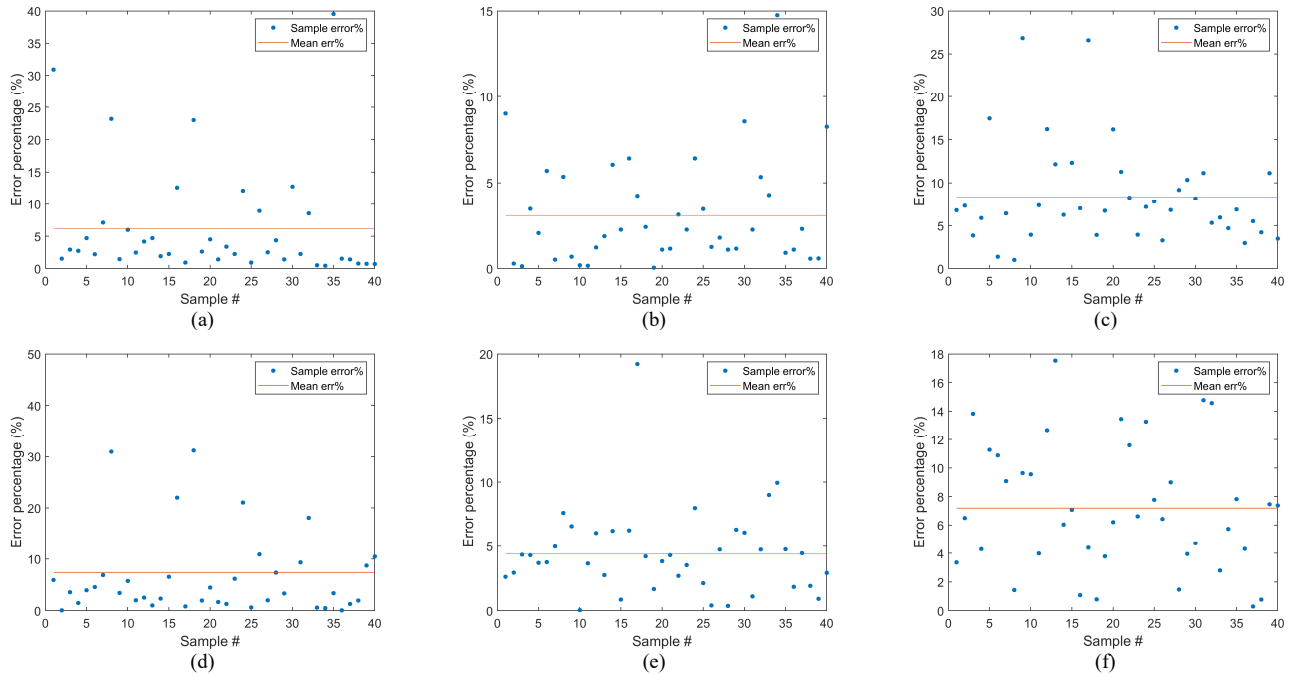 40
35
30
25
20
15
10
5
0
Error percentage (%)
Sample error%
Mean err%
0 5 10 15 20 25 30 35 40
Sample #
(a)
15
10
5
0
Error percentage (%)
Sample error%
Mean err%
0 5 10 15 20 25 30 35 40
Sample #
(b)
30
25
20
15
10
5
0
Error percentage (%)
Sample error%
Mean err%
0 5 10 15 20 25 30 35 40
Sample #
(c)
50
40
30
20
10
0
Error percentage (%)
Sample error%
Mean err%
0 5 10 15 20 25 30 35 40
Sample #
(d)
20
15
10
5
0
Error percentage (%)
Sample error%
Mean err%
0 5 10 15 20 25 30 35 40
Sample #
(e)
18
16
14
12
10
8
6
4
2
0
Error percentage (%)
Sample error%
Mean err%
0 5 10 15 20 25 30 35 40
Sample #
(f)